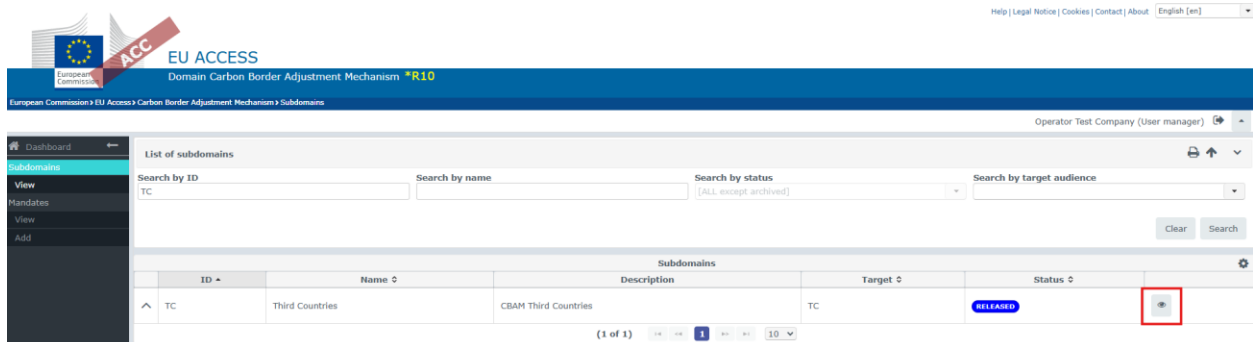 Help | Legal Notice | Cookies | Contact | About English [en]
ACC
European
Commission
EU ACCESS
Domain Carbon Border Adjustment Mechanism *R10
European Commission > EU Access > Carbon Border Adjustment Mechanism > Subdomains
Operator Test Company (User manager)
Dashboard
Subdomains
View
Mandates
View
Add
List of subdomains
Search by ID Search by name Search by status Search by target audience
TC [ALL except archived]
Clear Search
Subdomains
ID Name Description Target Status
TC Third Countries CBAM Third Countries TC RELEASED
(1 of 1) 1 10